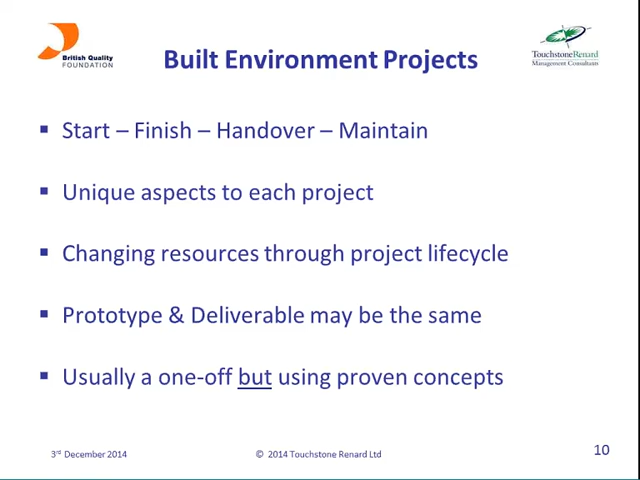 British Quality
FOUNDATION
Built Environment Projects
TouchstoneRenard
Management Consultants
▪ Start – Finish – Handover – Maintain
▪ Unique aspects to each project
▪ Changing resources through project lifecycle
▪ Prototype & Deliverable may be the same
▪ Usually a one-off but using proven concepts
3rd December 2014
© 2014 Touchstone Renard Ltd
10